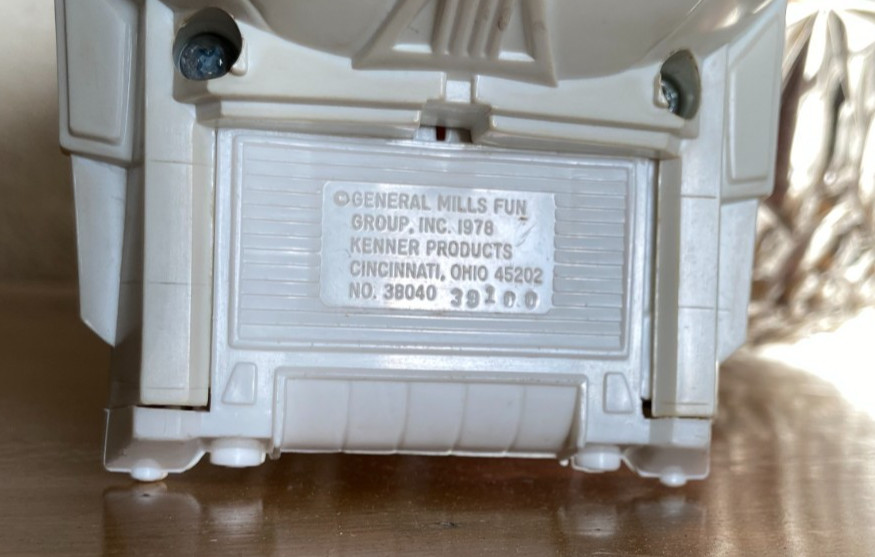 ©GENERAL MILLS FUN
GROUP, INC. 1978
KENNER PRODUCTS
CINCINNATI, OHIO 45202
NO. 38040 39100